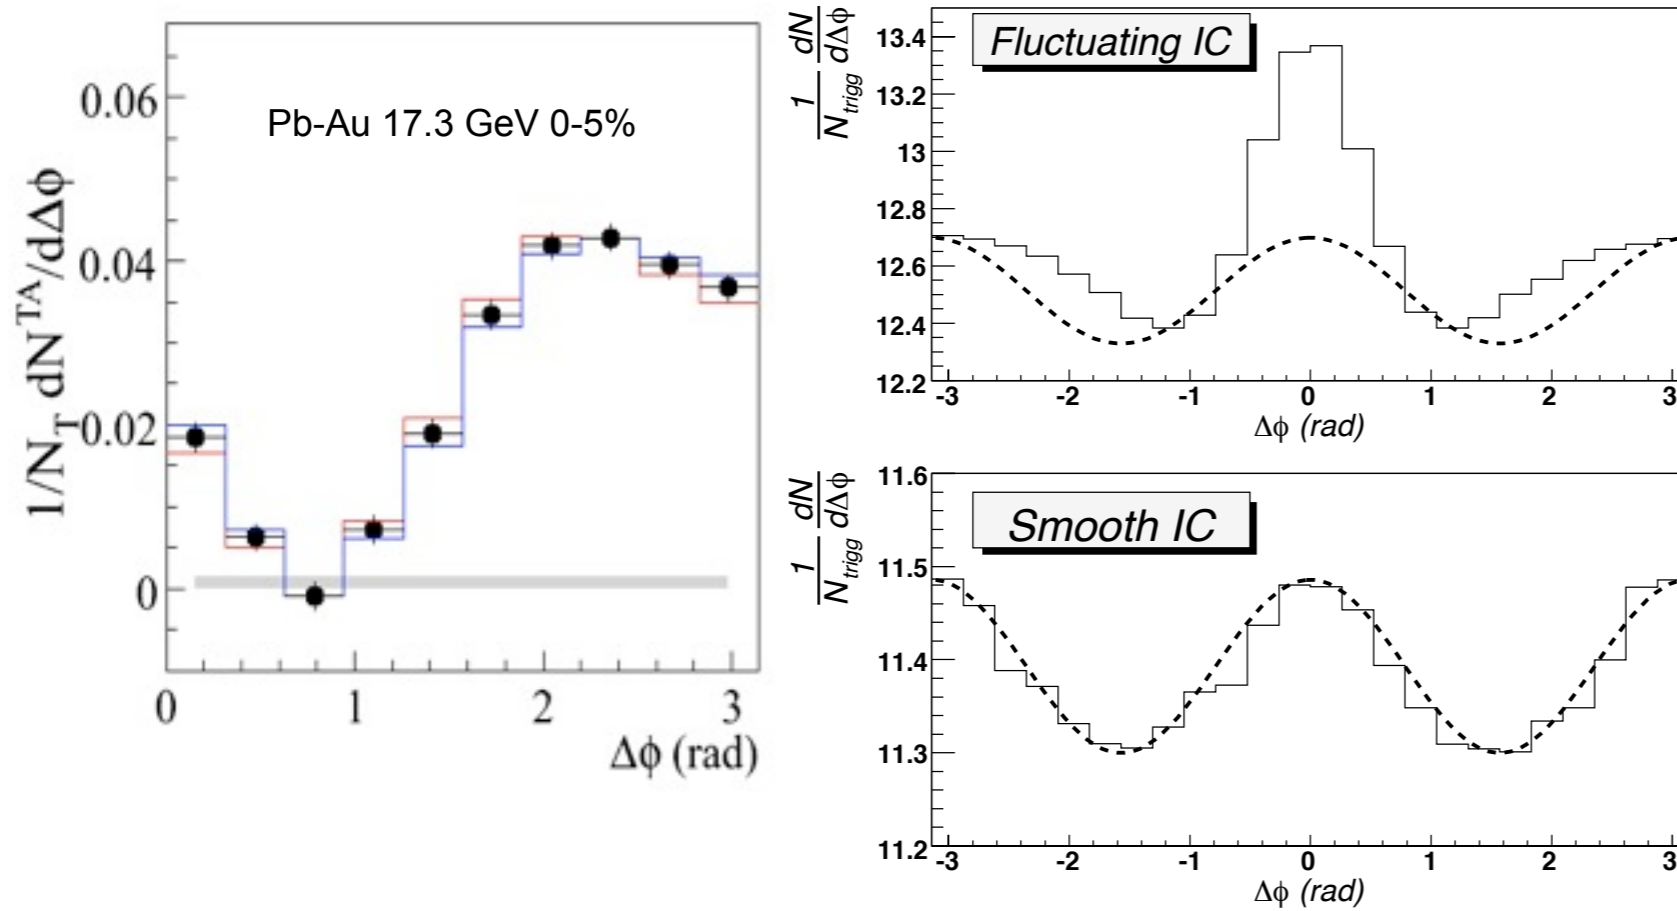 Pb-Au 17.3 GeV 0-5%
1/N_T dN^TA/dΔϕ
0.06
0.04
0.02
0
0 1 2 3
Δϕ (rad)
Fluctuating IC
1/N_trigg dN/dΔϕ
13.4
13.2
13
12.8
12.6
12.4
12.2
-3 -2 -1 0 1 2 3
Δϕ (rad)
Smooth IC
1/N_trigg dN/dΔϕ
11.6
11.5
11.4
11.3
11.2
-3 -2 -1 0 1 2 3
Δϕ (rad)